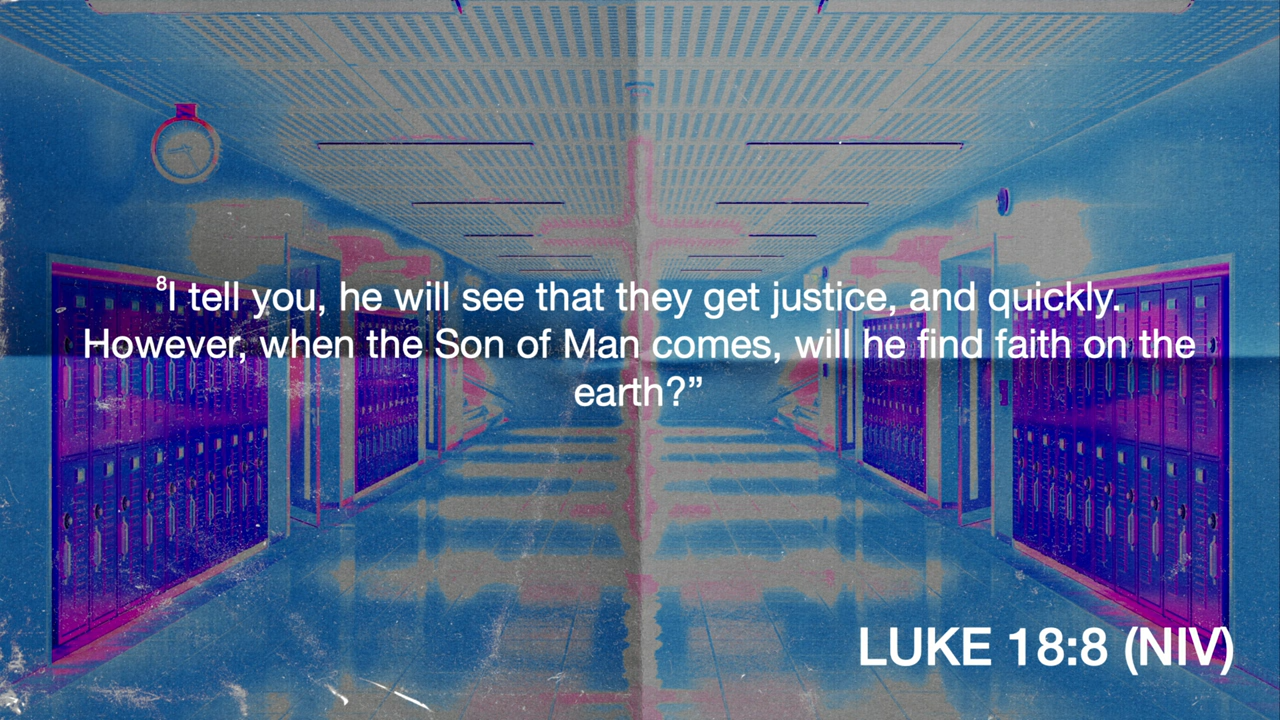 ⁸I tell you, he will see that they get justice, and quickly.
However, when the Son of Man comes, will he find faith on the
earth?”
LUKE 18:8 (NIV)